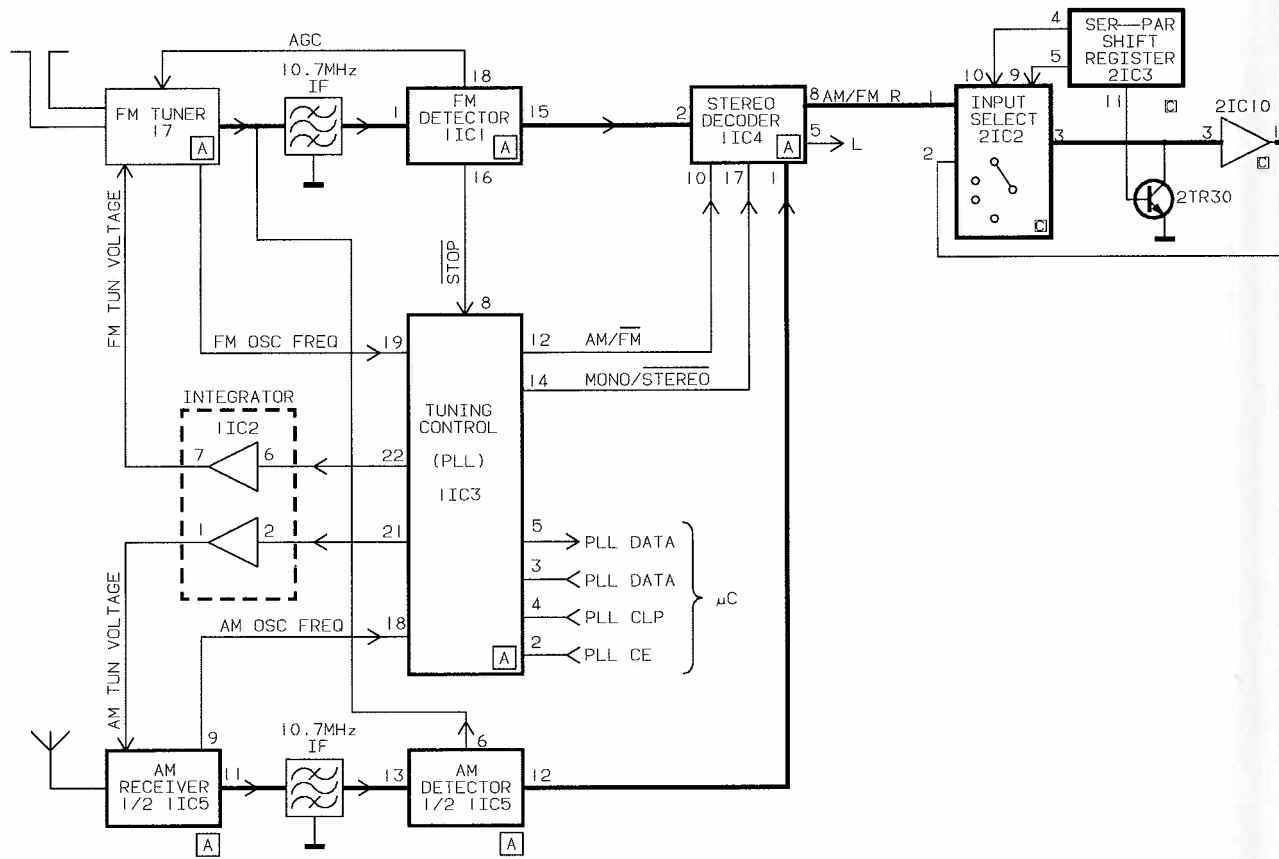 AGC
10.7MHz
IF
18
FM TUNER
17
A
1
FM
DETECTOR
1IC1
A
15
16
2
STEREO
DECODER
1IC4
A
8
AM/FM R
5
L
10
17
1
1
10
9
INPUT
SELECT
2IC2
C
2
3
4
5
SER—PAR
SHIFT
REGISTER
2IC3
11
C
2TR30
2IC10
3
1
C
FM TUN VOLTAGE
STOP
8
FM OSC FREQ
19
12
AM/FM
14
MONO/STEREO
INTEGRATOR
1IC2
7
6
22
1
2
21
TUNING
CONTROL
(PLL)
1IC3
A
5
PLL DATA
3
PLL DATA
4
PLL CLP
2
PLL CE
µC
AM OSC FREQ
18
AM TUN VOLTAGE
9
AM
RECEIVER
1/2 1IC5
A
11
10.7MHz
IF
13
6
AM
DETECTOR
1/2 1IC5
A
12